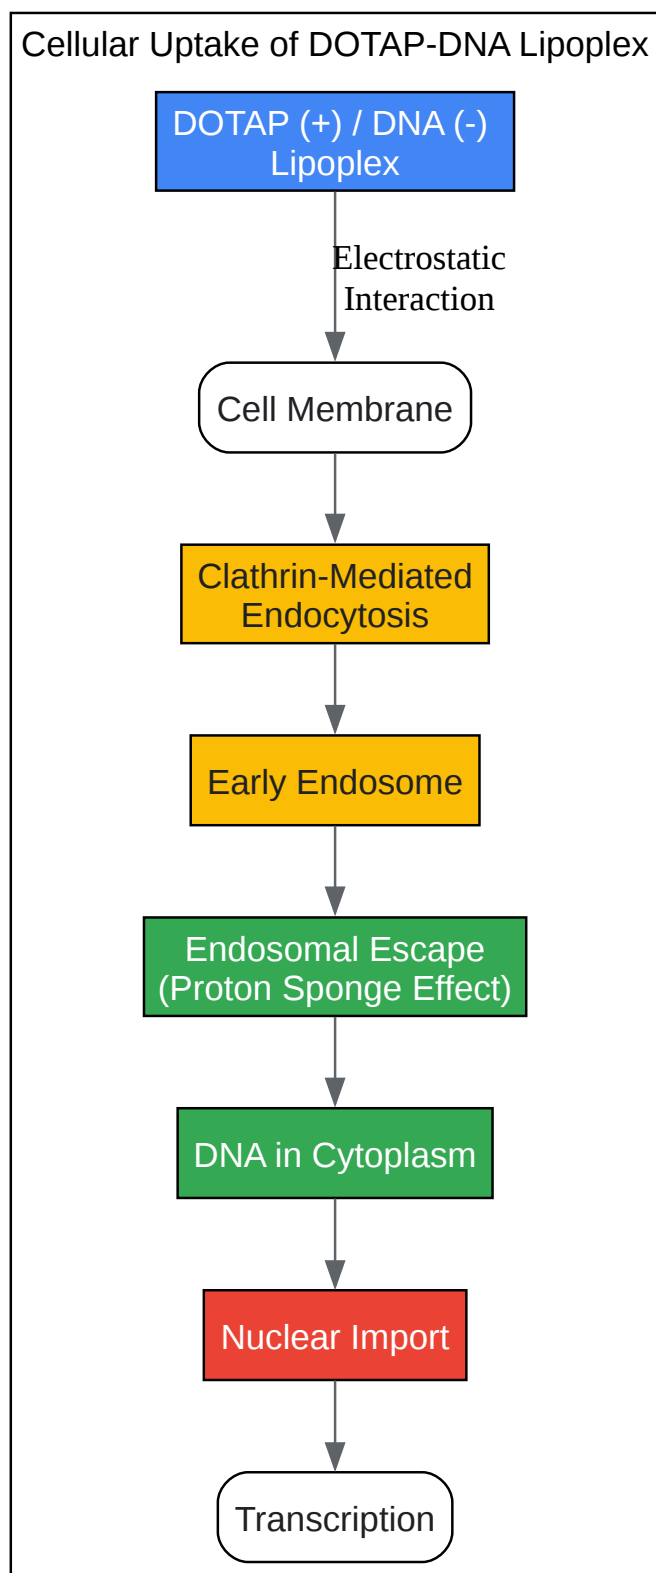 Cellular Uptake of DOTAP-DNA Lipoplex
DOTAP (+) / DNA (-)
Lipoplex
Electrostatic
Interaction
Cell Membrane
Clathrin-Mediated
Endocytosis
Early Endosome
Endosomal Escape
(Proton Sponge Effect)
DNA in Cytoplasm
Nuclear Import
Transcription